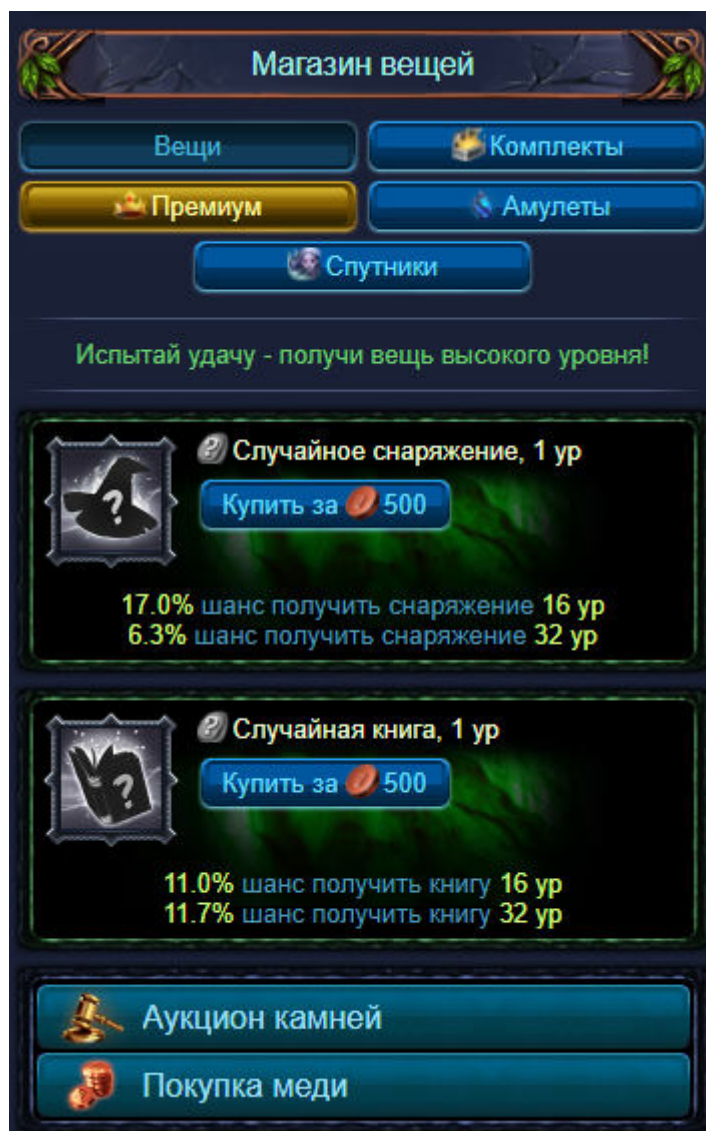 Магазин вещей
Вещи
Комплекты
Премиум
Амулеты
Спутники
Испытай удачу - получи вещь высокого уровня!
Случайное снаряжение, 1 ур
Купить за 500
17.0% шанс получить снаряжение 16 ур
6.3% шанс получить снаряжение 32 ур
Случайная книга, 1 ур
Купить за 500
11.0% шанс получить книгу 16 ур
11.7% шанс получить книгу 32 ур
Аукцион камней
Покупка меди